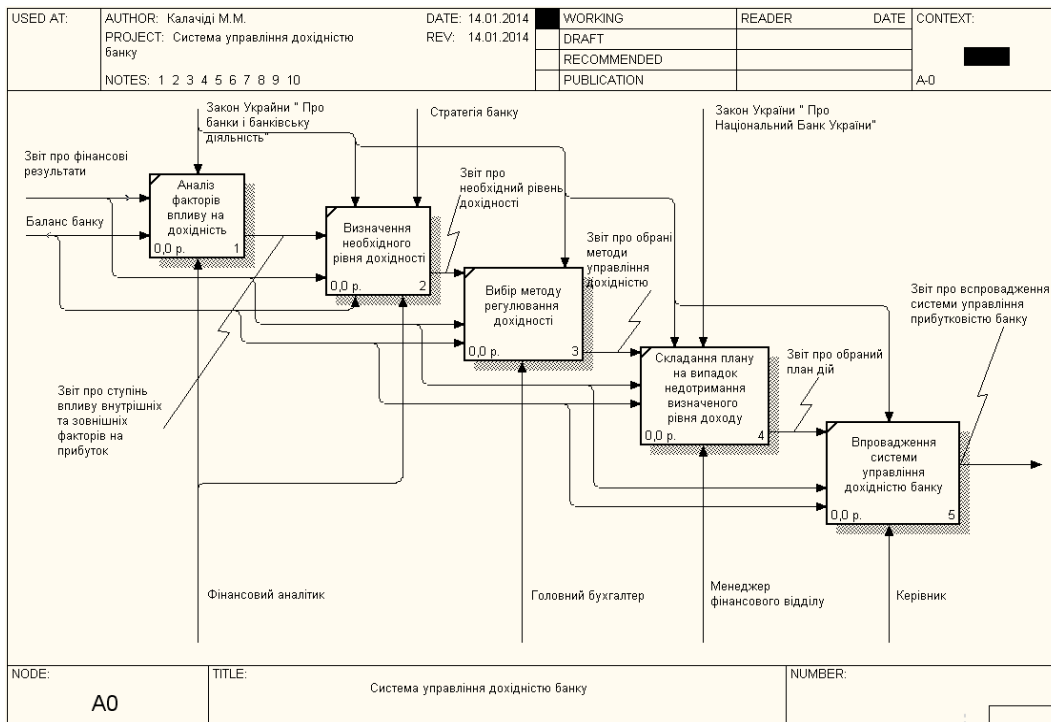 USED AT:
AUTHOR: Калачіді М.М.
DATE: 14.01.2014
WORKING
READER
DATE
CONTEXT:
PROJECT: Система управління дохідністю
банку
REV: 14.01.2014
DRAFT
RECOMMENDED
NOTES: 1 2 3 4 5 6 7 8 9 10
PUBLICATION
A-0
Закон України " Про
банки і банківську
діяльність"
Стратегія банку
Закон України " Про
Національний Банк України"
Звіт про фінансові
результати
Баланс банку
Аналіз
факторів
впливу на
дохідність
0,0 р. 1
Звіт про
необхідний рівень
дохідності
Визначення
необхідного
рівня дохідності
0,0 р. 2
Звіт про обрані
методи
управління
дохідністю
Вибір методу
регулювання
дохідності
0,0 р. 3
Звіт про встровадження
системи управління
прибутковістю банку
Складання плану
на випадок
недотримання
визначеного
рівня доходу
0,0 р. 4
Звіт про обраний
план дій
Звіт про ступінь
впливу внутрішніх
та зовнішніх
факторів на
прибуток
Впровадження
системи
управління
дохідністю банку
0,0 р. 5
Фінансовий аналітик
Головний бухгалтер
Менеджер
фінансового відділу
Керівник
NODE:
A0
TITLE:
Система управління дохідністю банку
NUMBER: